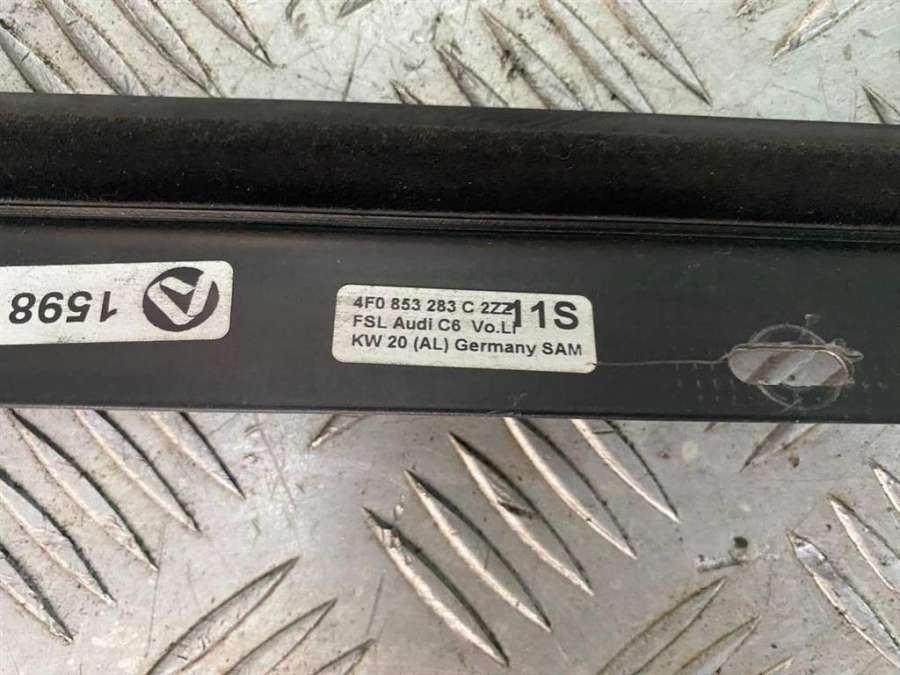 1598
4F0 853 283 C 2ZZ 11S
FSL Audi C6 Vo.Li
KW 20 (AL) Germany SAM